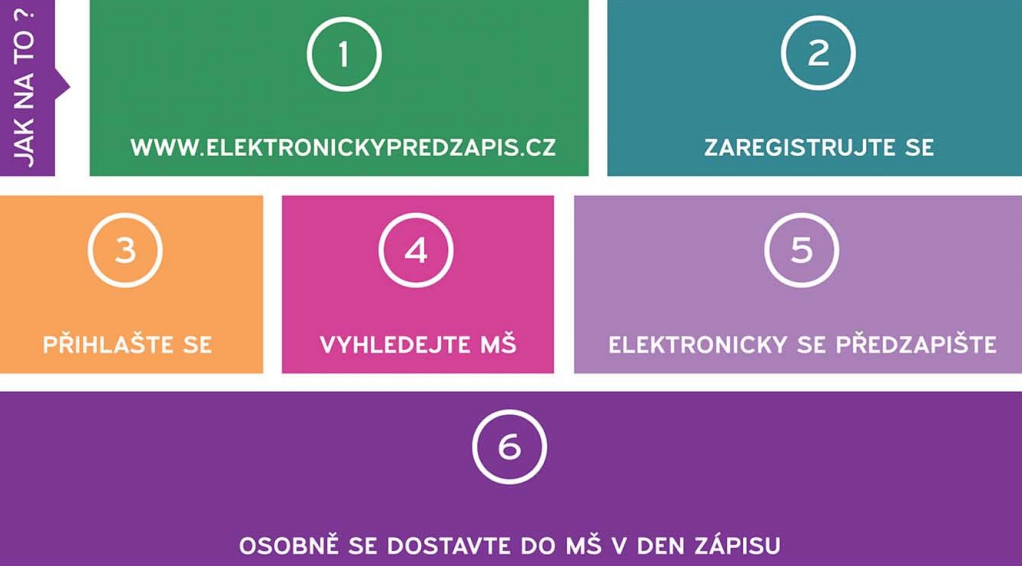 JAK NA TO ?
1
WWW.ELEKTRONICKYPREDZAPIS.CZ
2
ZAREGISTRUJTE SE
3
PŘIHLAŠTE SE
4
VYHLEDEJTE MŠ
5
ELEKTRONICKY SE PŘEDZAPIŠTE
6
OSOBNĚ SE DOSTAVTE DO MŠ V DEN ZÁPISU